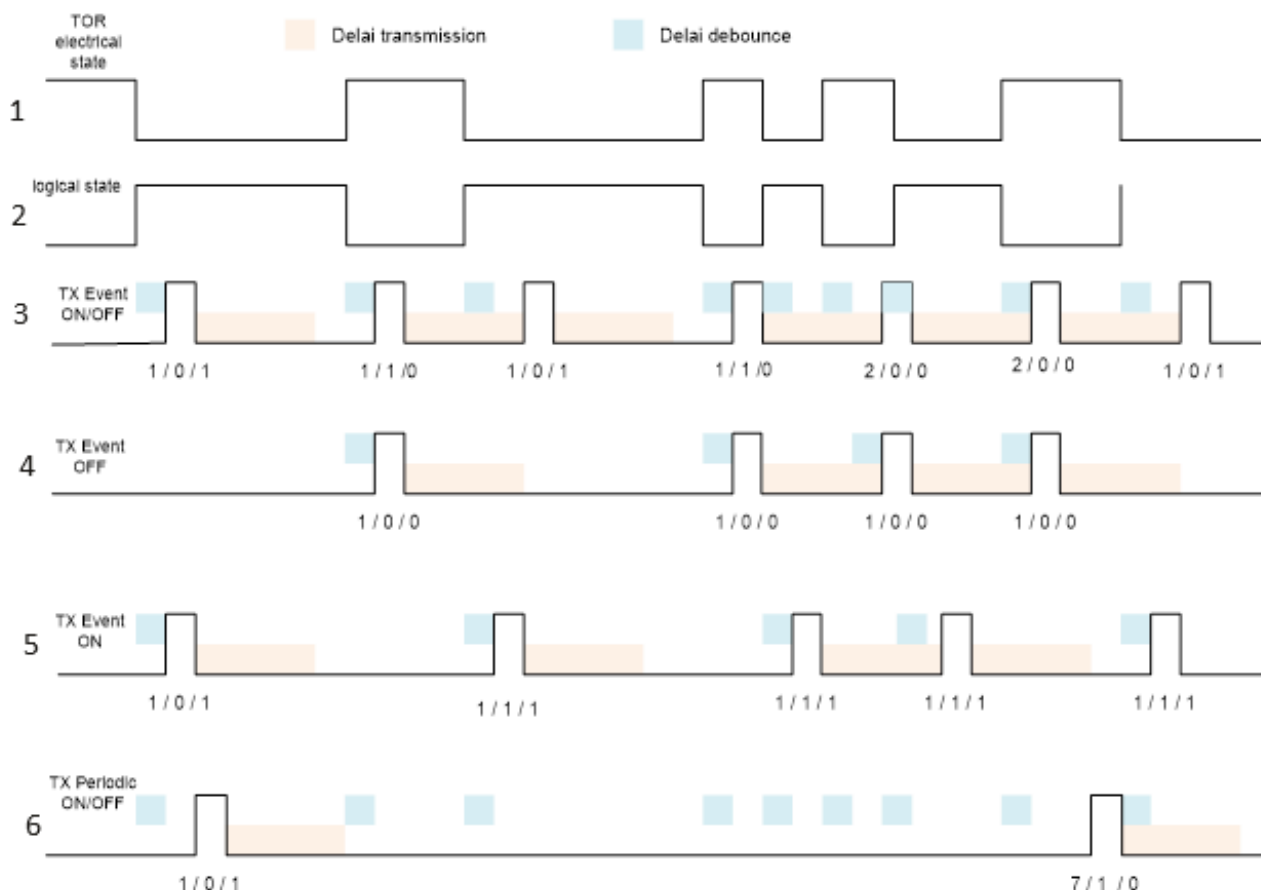 TOR
electrical
state
Delai transmission
Delai debounce
1
logical state
2
TX Event
ON/OFF
3
1 / 0 / 1
1 / 1 /0
1 / 0 / 1
1 / 1 /0
2 / 0 / 0
2 / 0 / 0
1 / 0 / 1
TX Event
OFF
4
1 / 0 / 0
1 / 0 / 0
1 / 0 / 0
1 / 0 / 0
TX Event
ON
5
1 / 0 / 1
1 / 1 / 1
1 / 1 / 1
1 / 1 / 1
1 / 1 / 1
TX Periodic
ON/OFF
6
1 / 0 / 1
7 / 1 / 0